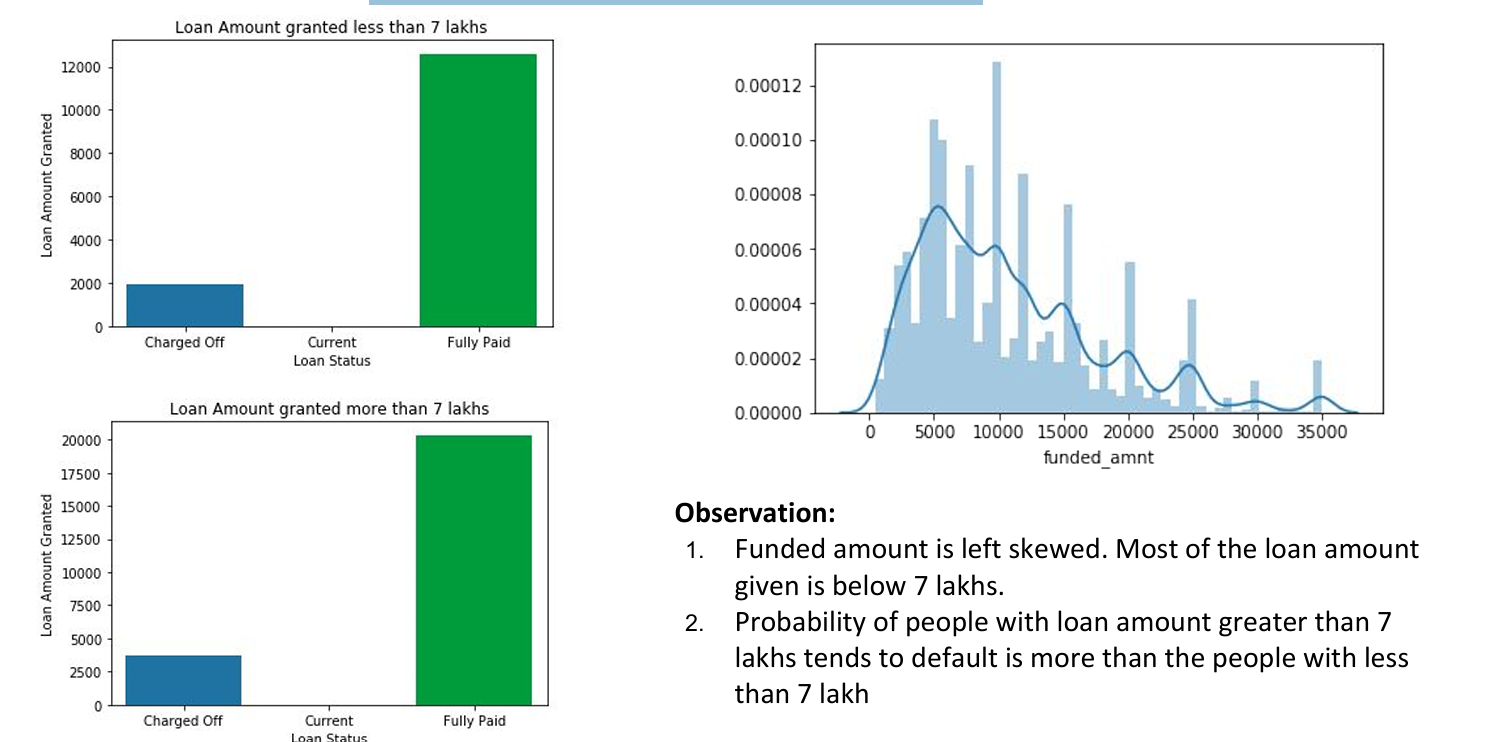 Loan Amount granted less than 7 lakhs
Loan Amount Granted
12000
10000
8000
6000
4000
2000
0
Charged Off
Current
Fully Paid
Loan Status
Loan Amount granted more than 7 lakhs
Loan Amount Granted
20000
17500
15000
12500
10000
7500
5000
2500
0
Charged Off
Current
Fully Paid
Loan Status
0.00012
0.00010
0.00008
0.00006
0.00004
0.00002
0.00000
0 5000 10000 15000 20000 25000 30000 35000
funded_amnt
Observation:
1. Funded amount is left skewed. Most of the loan amount
given is below 7 lakhs.
2. Probability of people with loan amount greater than 7
lakhs tends to default is more than the people with less
than 7 lakh